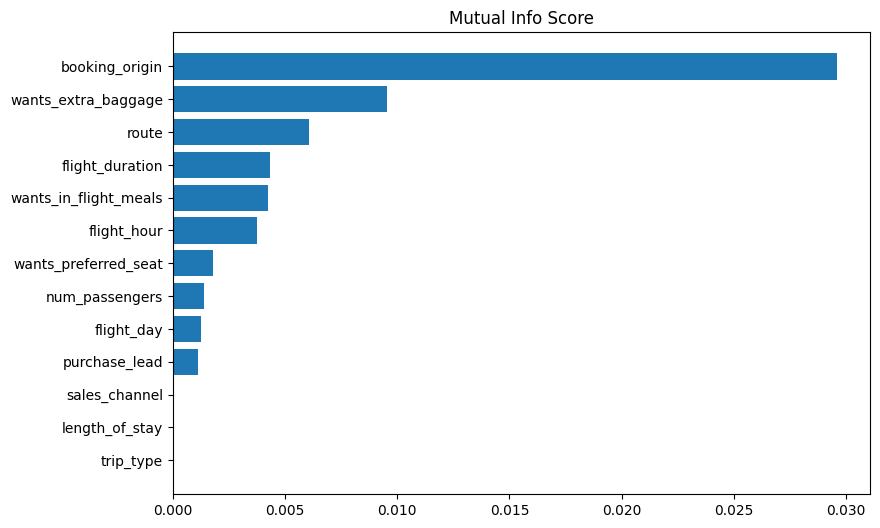 Mutual Info Score
booking_origin
wants_extra_baggage
route
flight_duration
wants_in_flight_meals
flight_hour
wants_preferred_seat
num_passengers
flight_day
purchase_lead
sales_channel
length_of_stay
trip_type
0.000 0.005 0.010 0.015 0.020 0.025 0.030